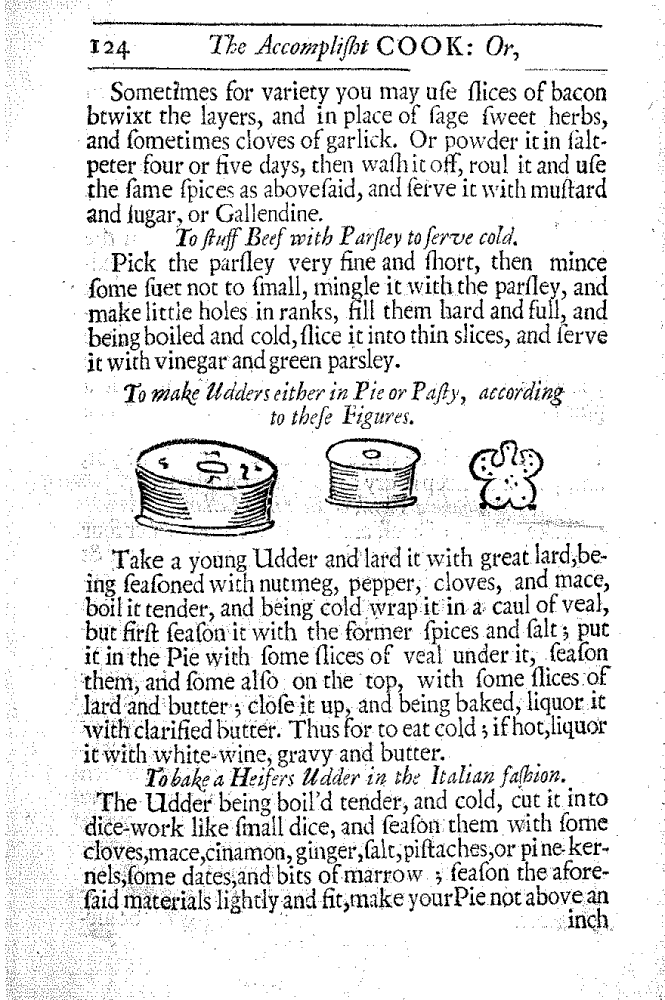 124 The Accompliſht COOK: Or,
Sometimes for variety you may uſe ſlices of bacon
btwixt the layers, and in place of ſage ſweet herbs,
and ſometimes cloves of garlick. Or powder it in ſalt-
peter four or five days, then waſh it off, roul it and uſe
the ſame ſpices as aboveſaid, and ſerve it with muſtard
and ſugar, or Gallendine.
To ſtuff Beef with Parſley to ſerve cold.
Pick the parſley very fine and ſhort, then mince
ſome ſuet not to ſmall, mingle it with the parſley, and
make little holes in ranks, fill them hard and full, and
being boiled and cold, ſlice it into thin slices, and ſerve
it with vinegar and green parsley.
To make Udders either in Pie or Paſty, according
to theſe Figures.
Take a young Udder and lard it with great lard, be-
ing ſeaſoned with nutmeg, pepper, cloves, and mace,
boil it tender, and being cold wrap it in a caul of veal,
but firſt ſeaſon it with the former ſpices and ſalt; put
it in the Pie with ſome ſlices of veal under it, ſeaſon
them, and ſome alſo on the top, with ſome ſlices of
lard and butter; cloſe it up, and being baked, liquor it
with clarified butter. Thus for to eat cold; if hot, liquor
it with white-wine, gravy and butter.
To bake a Heifers Udder in the Italian faſhion.
The Udder being boil'd tender, and cold, cut it into
dice-work like ſmall dice, and ſeaſon them with ſome
cloves, mace, cinamon, ginger, ſalt, piſtaches, or pine-ker-
nels, ſome dates, and bits of marrow; ſeaſon the afore-
ſaid materials lightly and fit, make your Pie not above an
inch